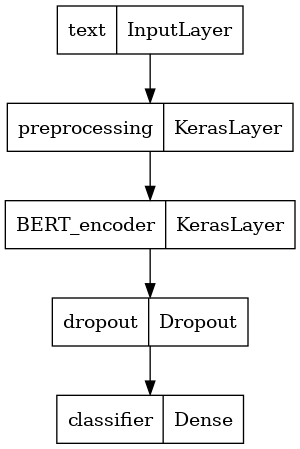 text InputLayer
preprocessing KerasLayer
BERT_encoder KerasLayer
dropout Dropout
classifier Dense